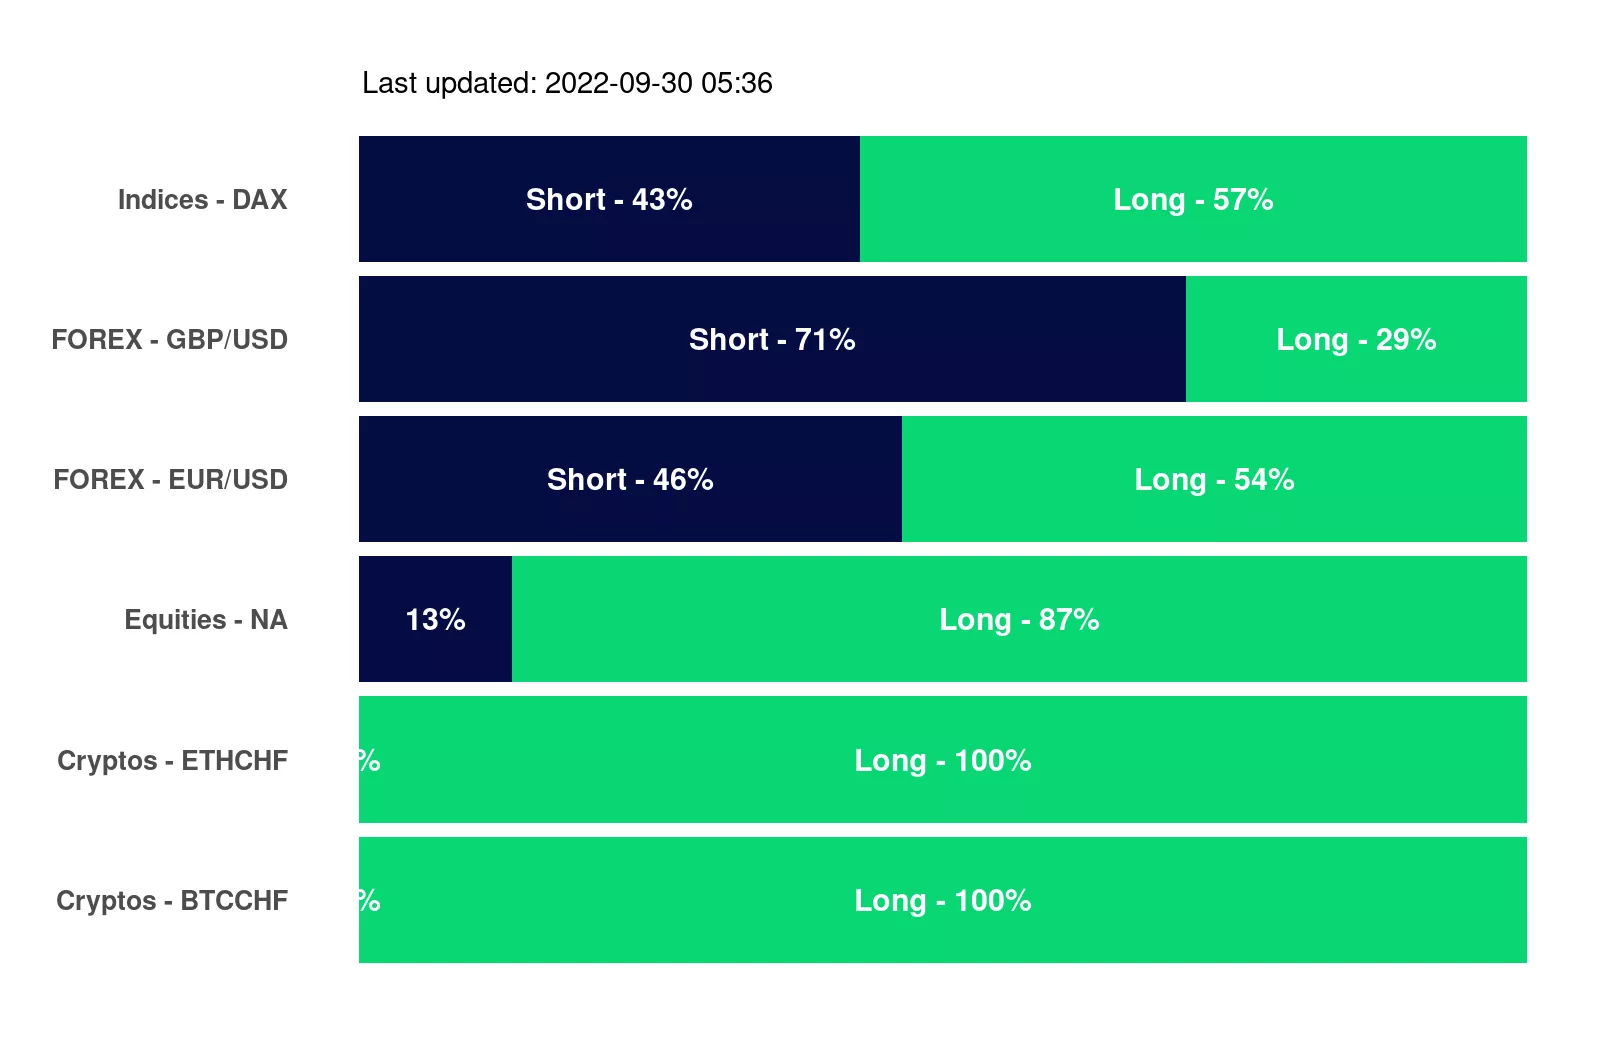 Last updated: 2022-09-30 05:36
Indices - DAX Short - 43% Long - 57%
FOREX - GBP/USD Short - 71% Long - 29%
FOREX - EUR/USD Short - 46% Long - 54%
Equities - NA 13% Long - 87%
Cryptos - ETHCHF % Long - 100%
Cryptos - BTCCHF % Long - 100%